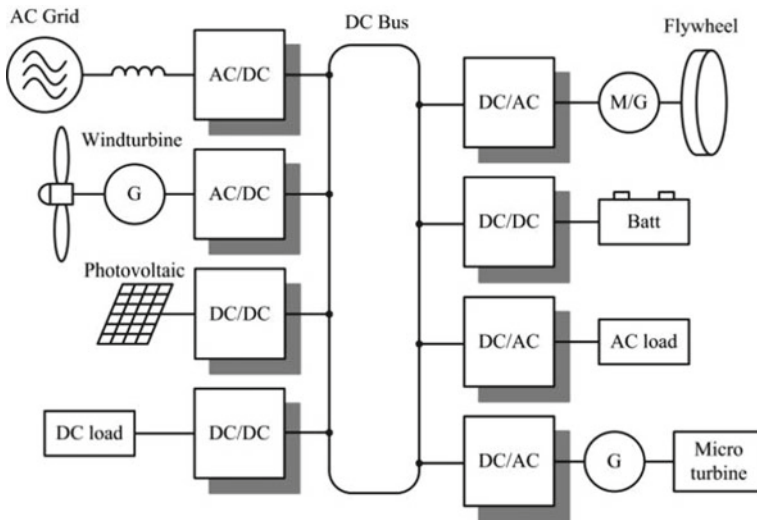 AC Grid
DC Bus
Flywheel
AC/DC
DC/AC
M/G
Windturbine
G
AC/DC
DC/DC
Batt
Photovoltaic
DC/DC
DC/AC
AC load
DC load
DC/DC
DC/AC
G
Micro
turbine